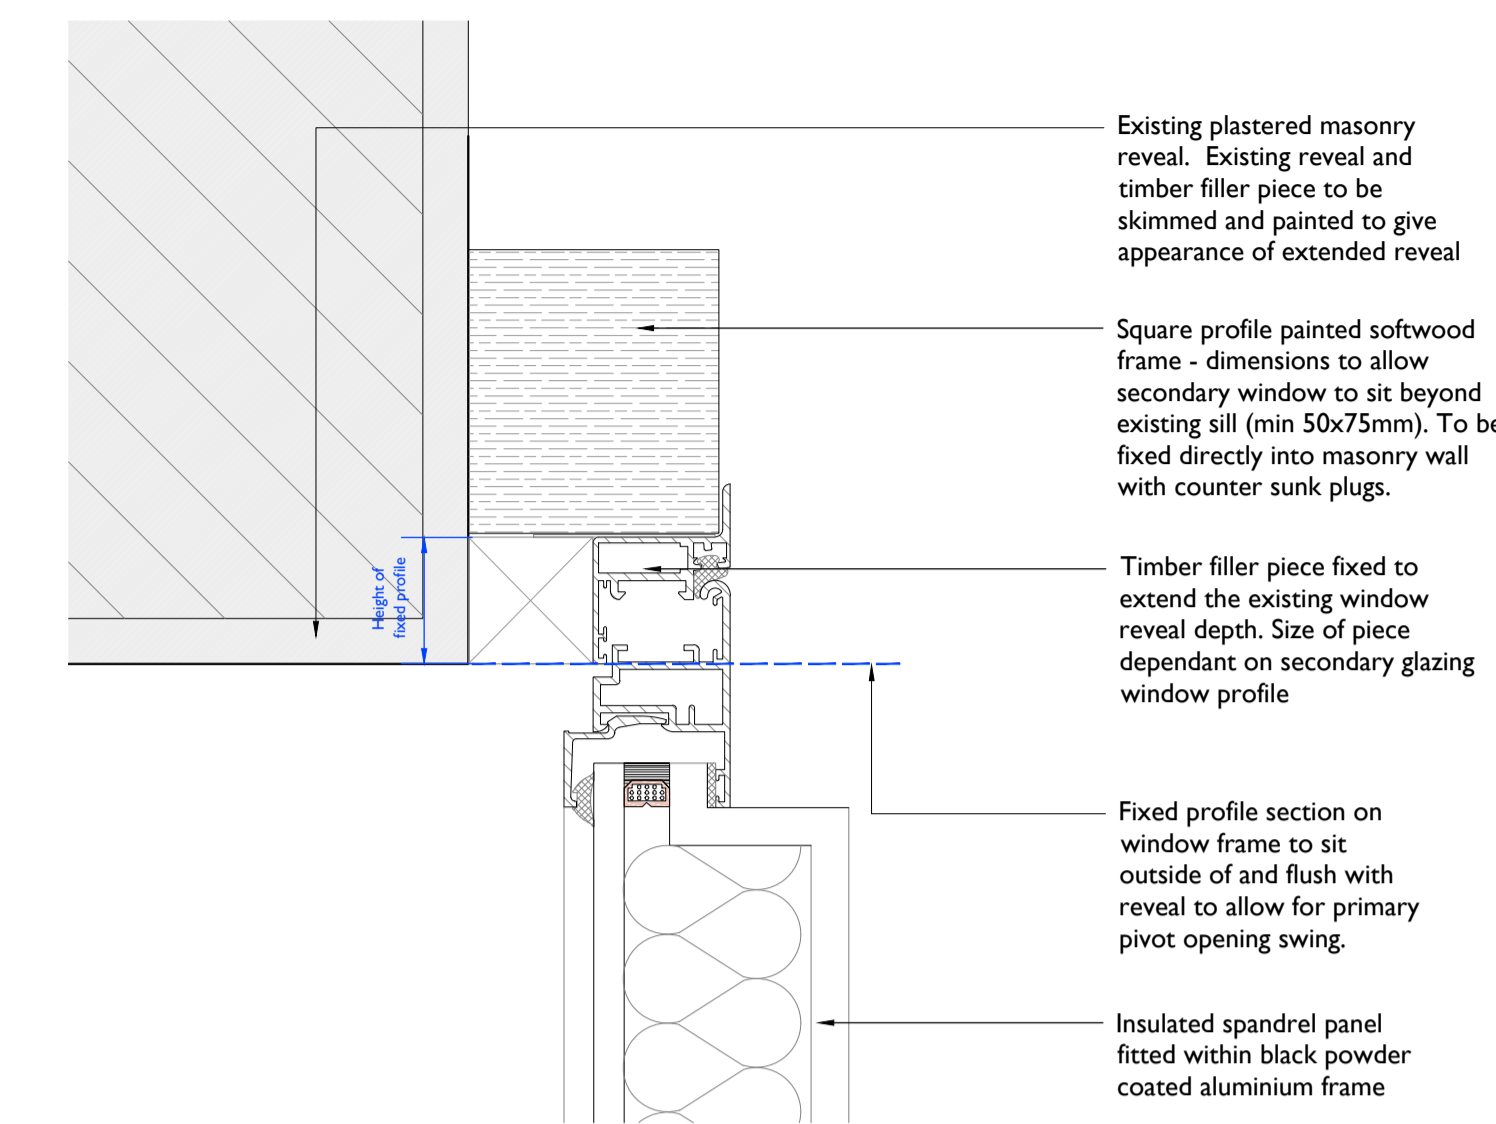 Existing plastered masonry
reveal.  Existing reveal and
timber filler piece to be
skimmed and painted to give
appearance of extended reveal
Square profile painted softwood
frame - dimensions to allow
secondary window to sit beyond
existing sill (min 50x75mm). To be
fixed directly into masonry wall
with counter sunk plugs.
Height of
fixed profile
Timber filler piece fixed to
extend the existing window
reveal depth. Size of piece
dependant on secondary glazing
window profile
Fixed profile section on
window frame to sit
outside of and flush with
reveal to allow for primary
pivot opening swing.
Insulated spandrel panel
fitted within black powder
coated aluminium frame